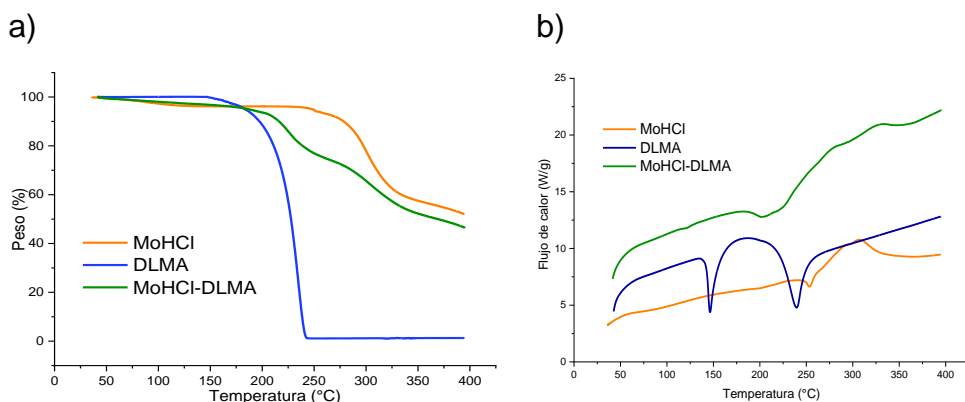 a)
100
80
60
40
20
0
Peso (%)
MoHCl
DLMA
MoHCl-DLMA
0 50 100 150 200 250 300 350 400
Temperatura (°C)
b)
25
20
15
10
5
0
Flujo de calor (W/g)
MoHCl
DLMA
MoHCl-DLMA
0 50 100 150 200 250 300 350 400
Temperatura (°C)